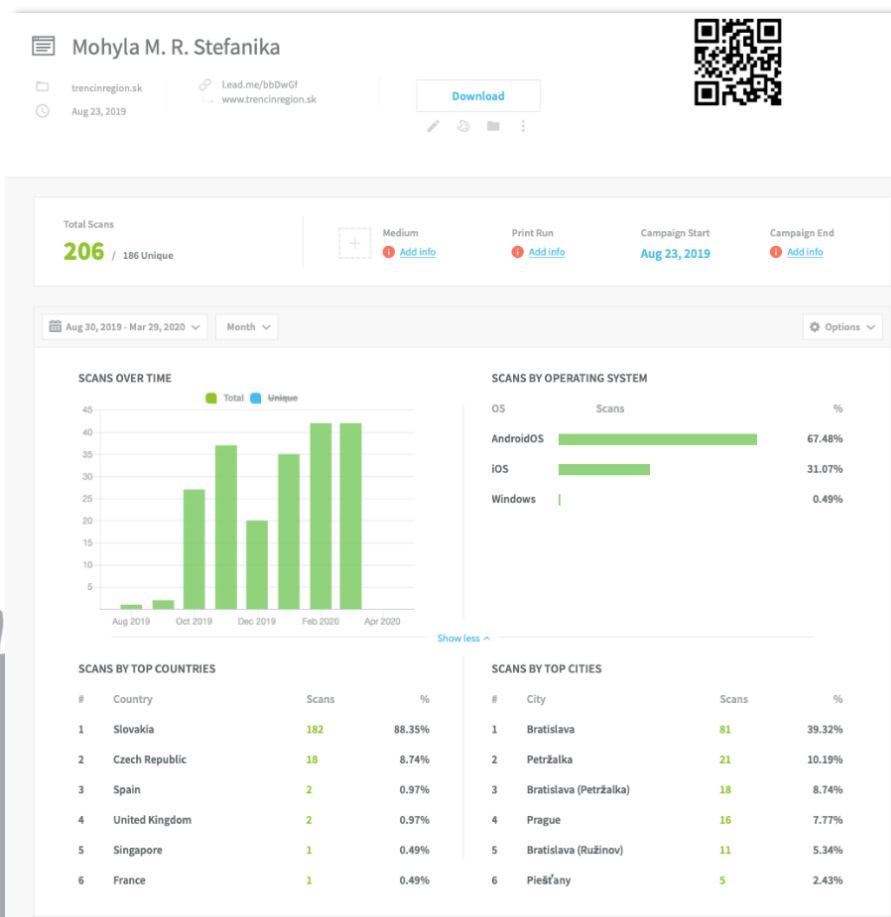 Mohyla M. R. Stefanika
trencinregion.sk
Aug 23, 2019
Lead.me/bbDwGf
www.trencinregion.sk
Download
Total Scans
206 / 186 Unique
Medium
Add info
Print Run
Add info
Campaign Start
Aug 23, 2019
Campaign End
Add info
Aug 30, 2019 - Mar 29, 2020
Month
Options
SCANS OVER TIME
Total Unique
45
40
35
30
25
20
15
10
5
Aug 2019 Oct 2019 Dec 2019 Feb 2020 Apr 2020
SCANS BY OPERATING SYSTEM
OS Scans %
AndroidOS 67.48%
iOS 31.07%
Windows 0.49%
Show less
SCANS BY TOP COUNTRIES
# Country Scans %
1 Slovakia 182 88.35%
2 Czech Republic 18 8.74%
3 Spain 2 0.97%
4 United Kingdom 2 0.97%
5 Singapore 1 0.49%
6 France 1 0.49%
SCANS BY TOP CITIES
# City Scans %
1 Bratislava 81 39.32%
2 Petržalka 21 10.19%
3 Bratislava (Petržalka) 18 8.74%
4 Prague 16 7.77%
5 Bratislava (Ružinov) 11 5.34%
6 Piešťany 5 2.43%